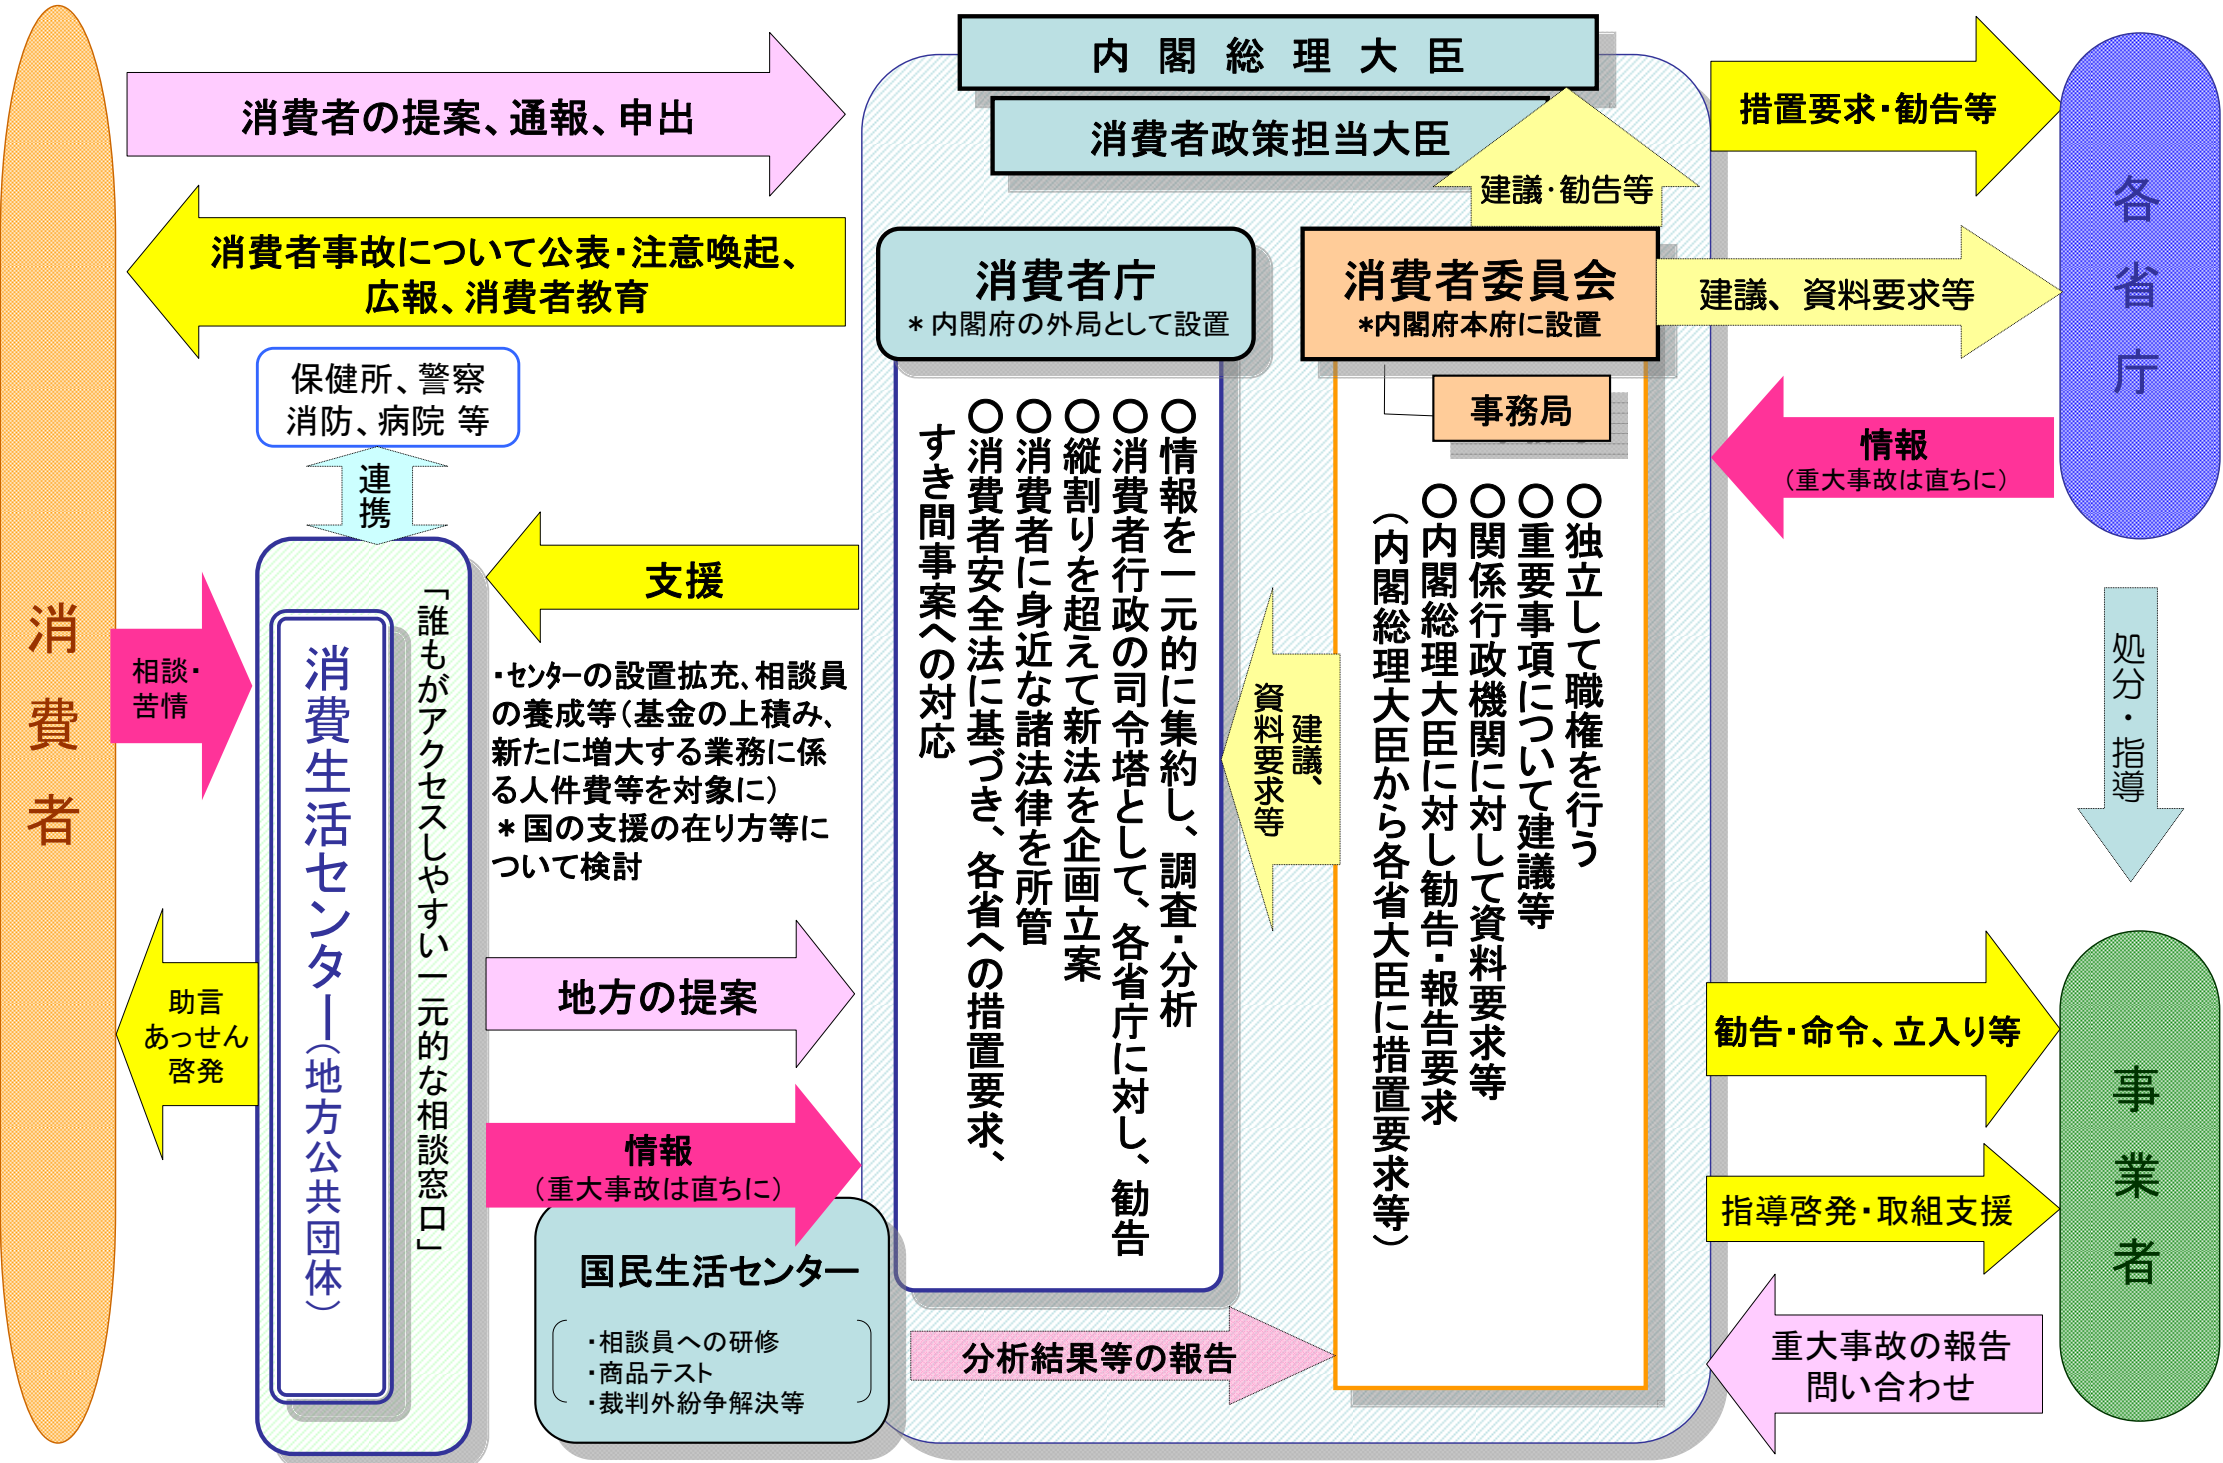 内閣総理大臣
消費者政策担当大臣
消費者の提案、通報、申出
措置要求・勧告等
建議・勧告等
各省庁
消費者事故について公表・注意喚起、
広報、消費者教育
消費者庁
＊内閣府の外局として設置
消費者委員会
＊内閣府本府に設置
建議、資料要求等
事務局
保健所、警察
消防、病院 等
連携
情報
（重大事故は直ちに）
○情報を一元的に集約し、調査・分析
○消費者行政の司令塔として、各省庁に対し、勧告
○縦割りを超えて新法を企画立案
○消費者に身近な諸法律を所管
○消費者安全法に基づき、各省への措置要求、
すき間事案への対応
○独立して職権を行う
○重要事項について建議等
○関係行政機関に対して資料要求等
○内閣総理大臣に対し勧告・報告要求
（内閣総理大臣から各省大臣に措置要求等）
建議、
資料要求等
支援
・センターの設置拡充、相談員
の養成等（基金の上積み、
新たに増大する業務に係
る人件費等を対象に）
＊国の支援の在り方等に
ついて検討
消費者
相談・
苦情
「誰もがアクセスしやすい一元的な相談窓口」
消費生活センター（地方公共団体）
助言
あっせん
啓発
地方の提案
情報
（重大事故は直ちに）
国民生活センター
・相談員への研修
・商品テスト
・裁判外紛争解決等
分析結果等の報告
処分・指導
勧告・命令、立入り等
指導啓発・取組支援
重大事故の報告
問い合わせ
事業者